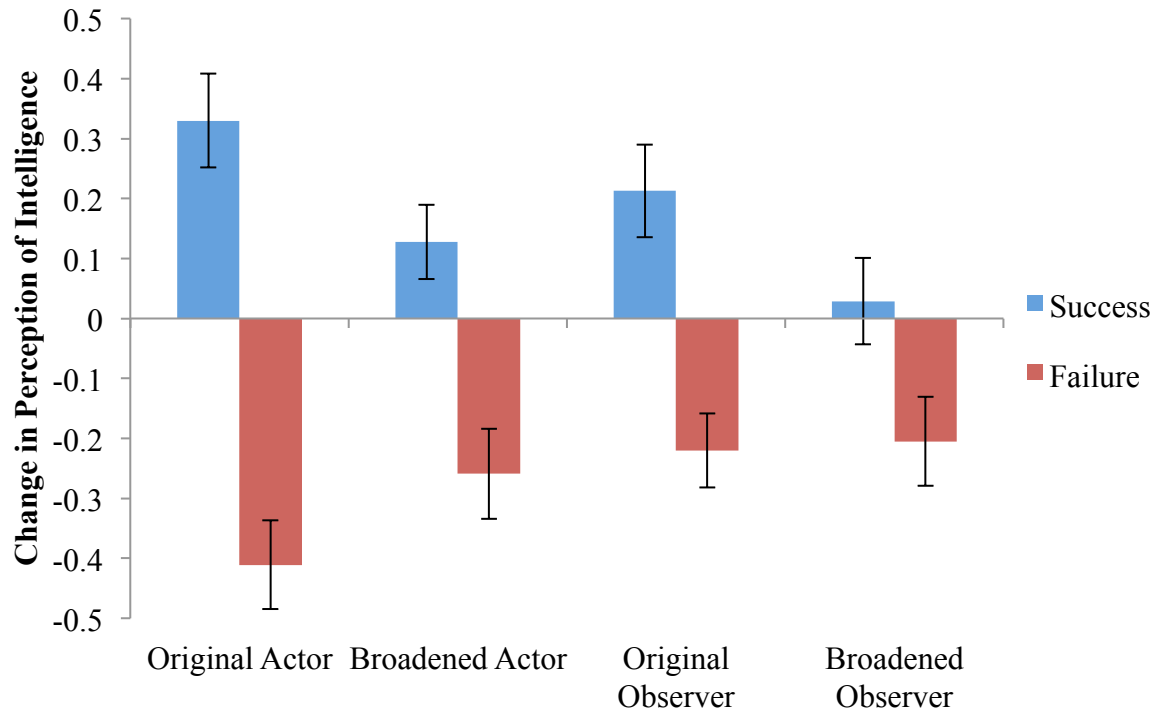 Change in Perception of Intelligence
0.5
0.4
0.3
0.2
0.1
0
-0.1
-0.2
-0.3
-0.4
-0.5
Original Actor
Broadened Actor
Original
Observer
Broadened
Observer
Success
Failure